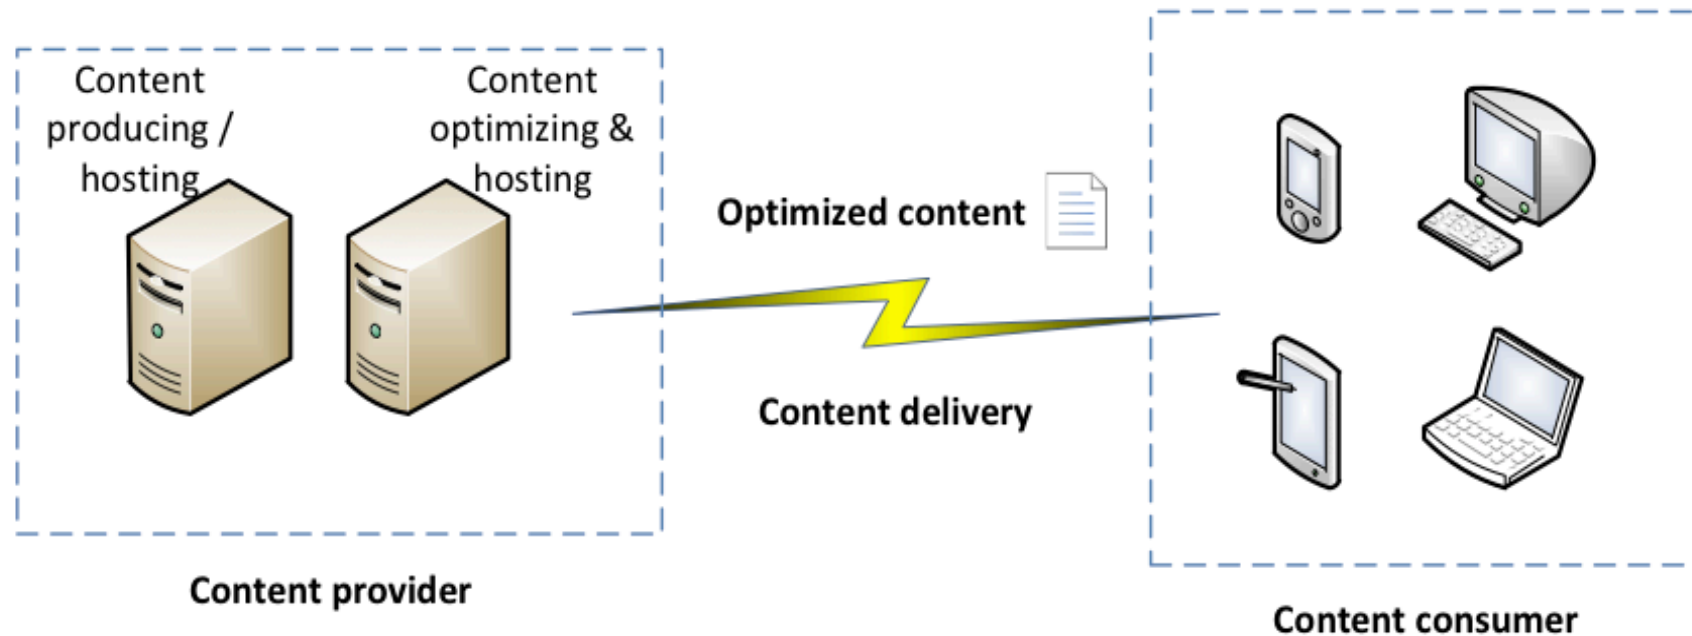 Content
producing /
hosting
Content
optimizing &
hosting
Optimized content
Content delivery
Content provider
Content consumer